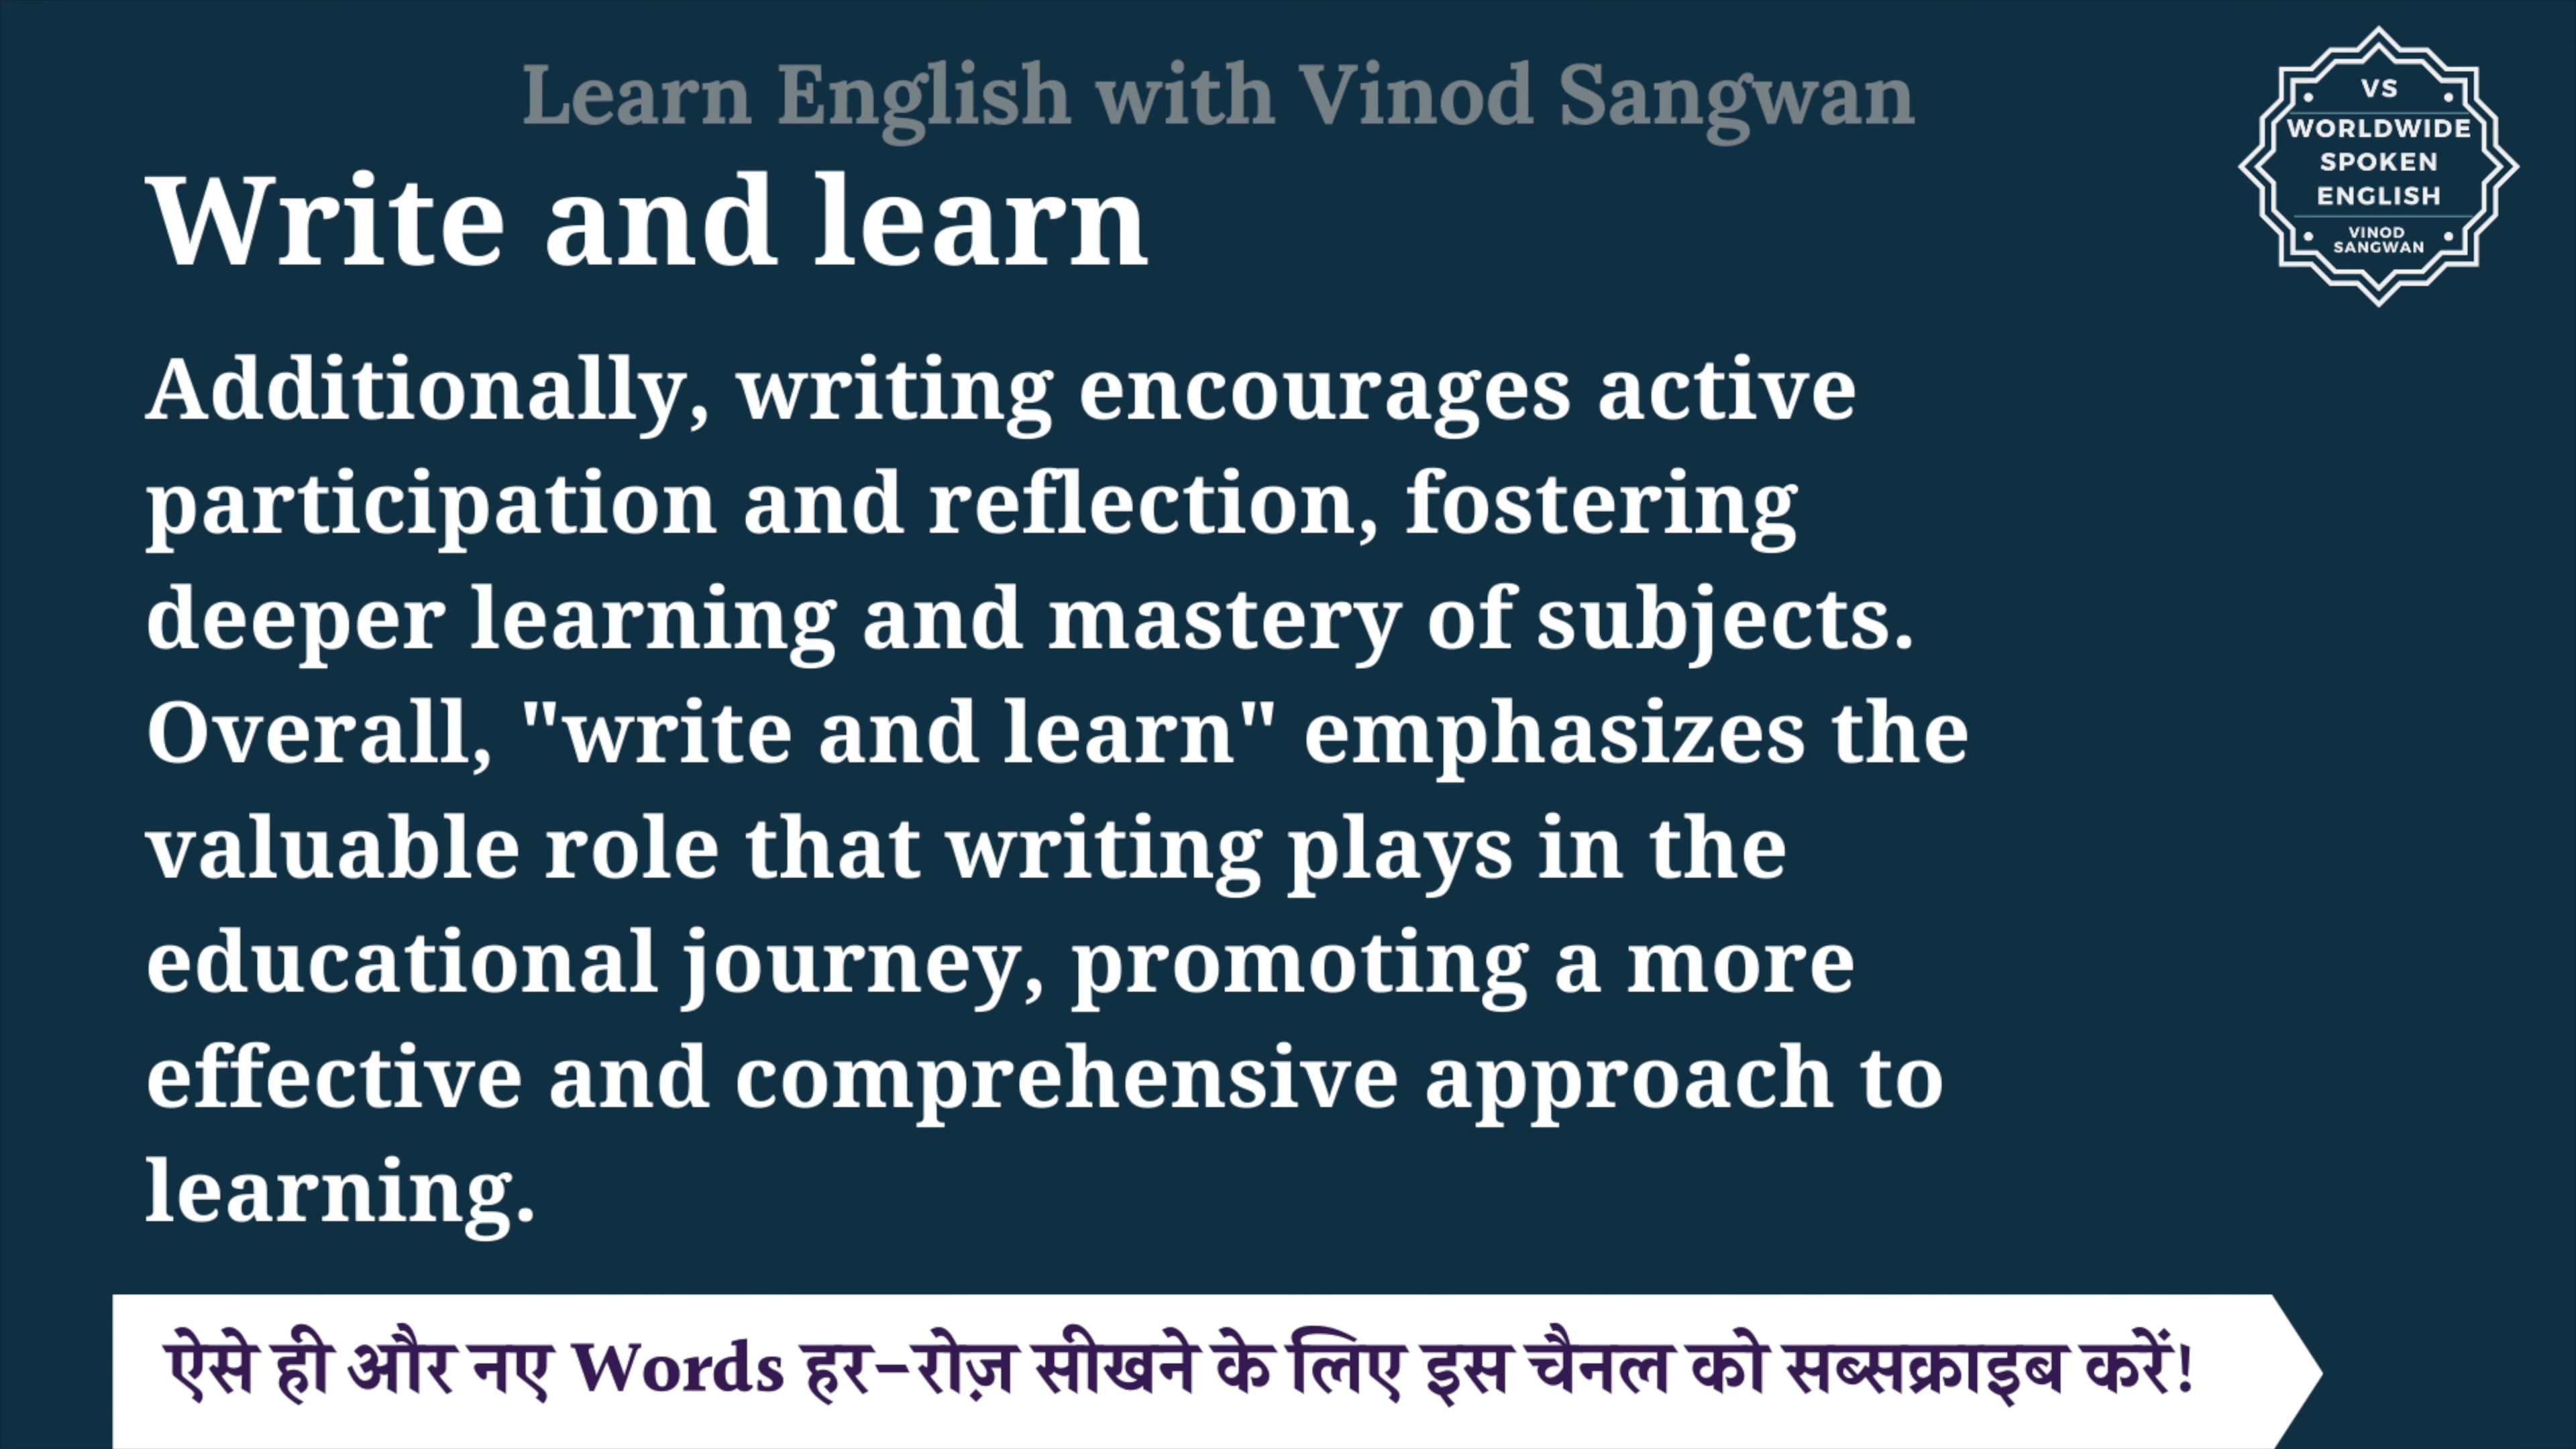 Learn English with Vinod Sangwan
VS
WORLDWIDE
SPOKEN
ENGLISH
VINOD
SANGWAN
Write and learn
Additionally, writing encourages active
participation and reflection, fostering
deeper learning and mastery of subjects.
Overall, "write and learn" emphasizes the
valuable role that writing plays in the
educational journey, promoting a more
effective and comprehensive approach to
learning.
ऐसे ही और नए Words हर-रोज़ सीखने के लिए इस चैनल को सब्सक्राइब करें!